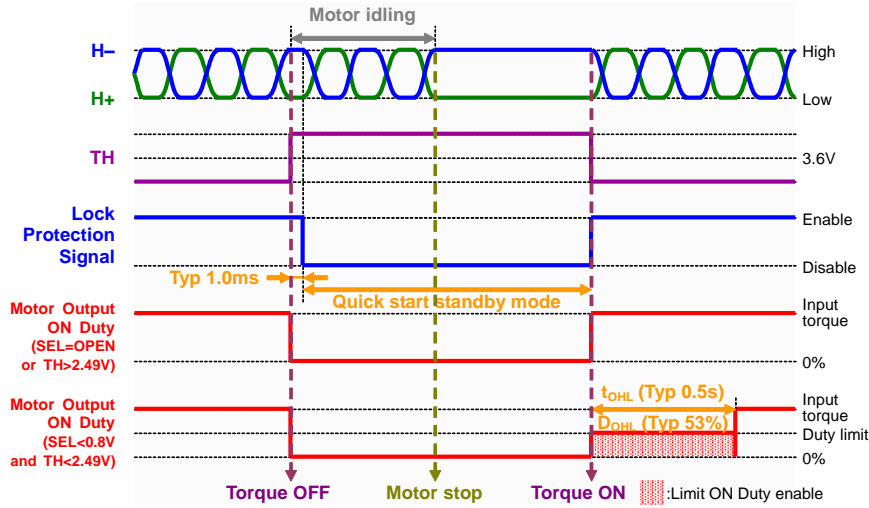 Motor idling
H–
High
H+
Low
TH
3.6V
Lock
Protection
Signal
Enable
Disable
Typ 1.0ms
Quick start standby mode
Motor Output
ON Duty
(SEL=OPEN
or TH>2.49V)
Input
torque
0%
Motor Output
ON Duty
(SEL<0.8V
and TH<2.49V)
tOHL (Typ 0.5s)
DOHL (Typ 53%)
Input
torque
Duty limit
0%
Torque OFF
Motor stop
Torque ON
:Limit ON Duty enable